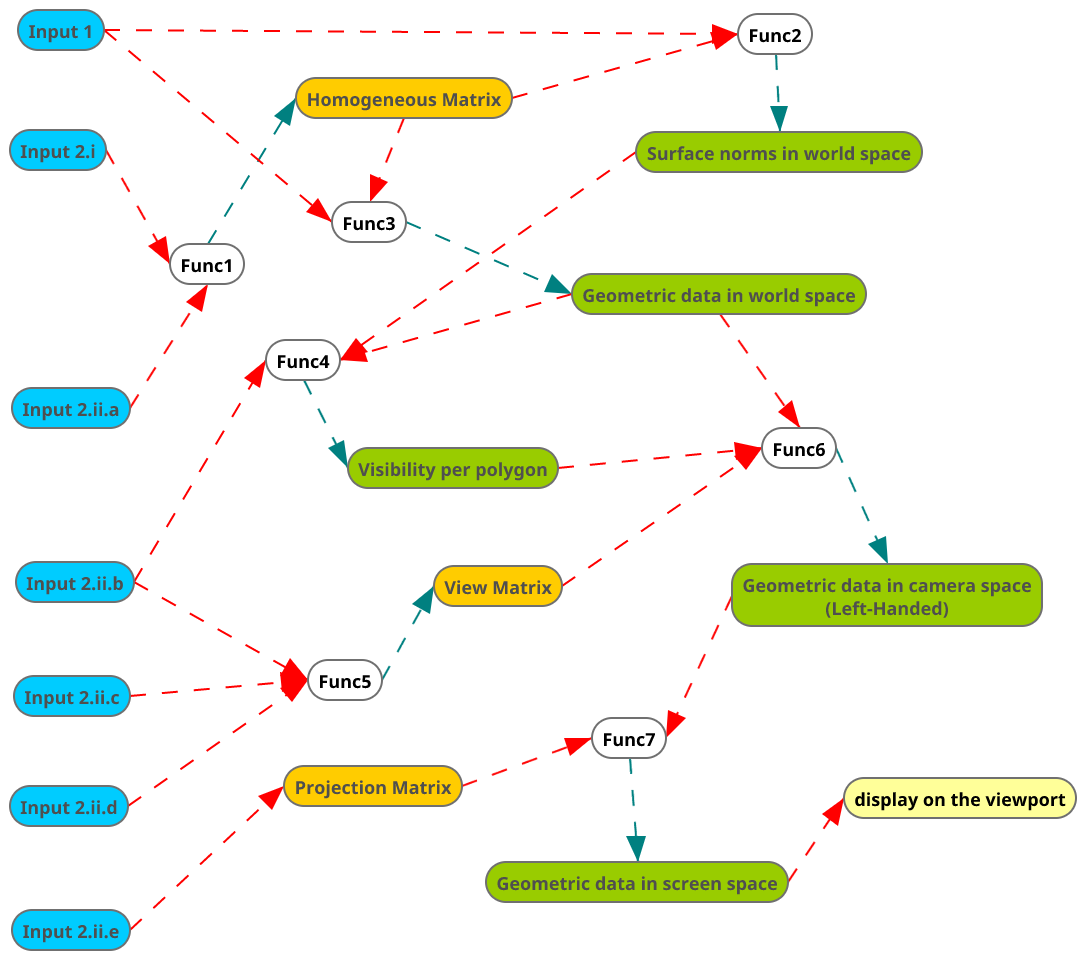 Input 1
Func2
Homogeneous Matrix
Input 2.i
Surface norms in world space
Func3
Func1
Geometric data in world space
Func4
Input 2.ii.a
Func6
Visibility per polygon
Input 2.ii.b
View Matrix
Geometric data in camera space
(Left-Handed)
Func5
Input 2.ii.c
Func7
Projection Matrix
display on the viewport
Input 2.ii.d
Geometric data in screen space
Input 2.ii.e